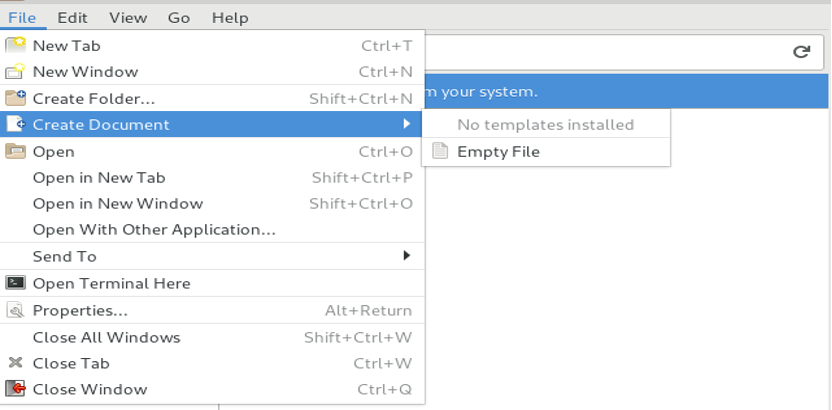 File Edit View Go Help
New Tab Ctrl+T
New Window Ctrl+N
Create Folder... Shift+Ctrl+N
your system.
Create Document
No templates installed
Open Ctrl+O
Empty File
Open in New Tab Shift+Ctrl+P
Open in New Window Shift+Ctrl+O
Open With Other Application...
Send To
Open Terminal Here
Properties... Alt+Return
Close All Windows Shift+Ctrl+W
Close Tab Ctrl+W
Close Window Ctrl+Q